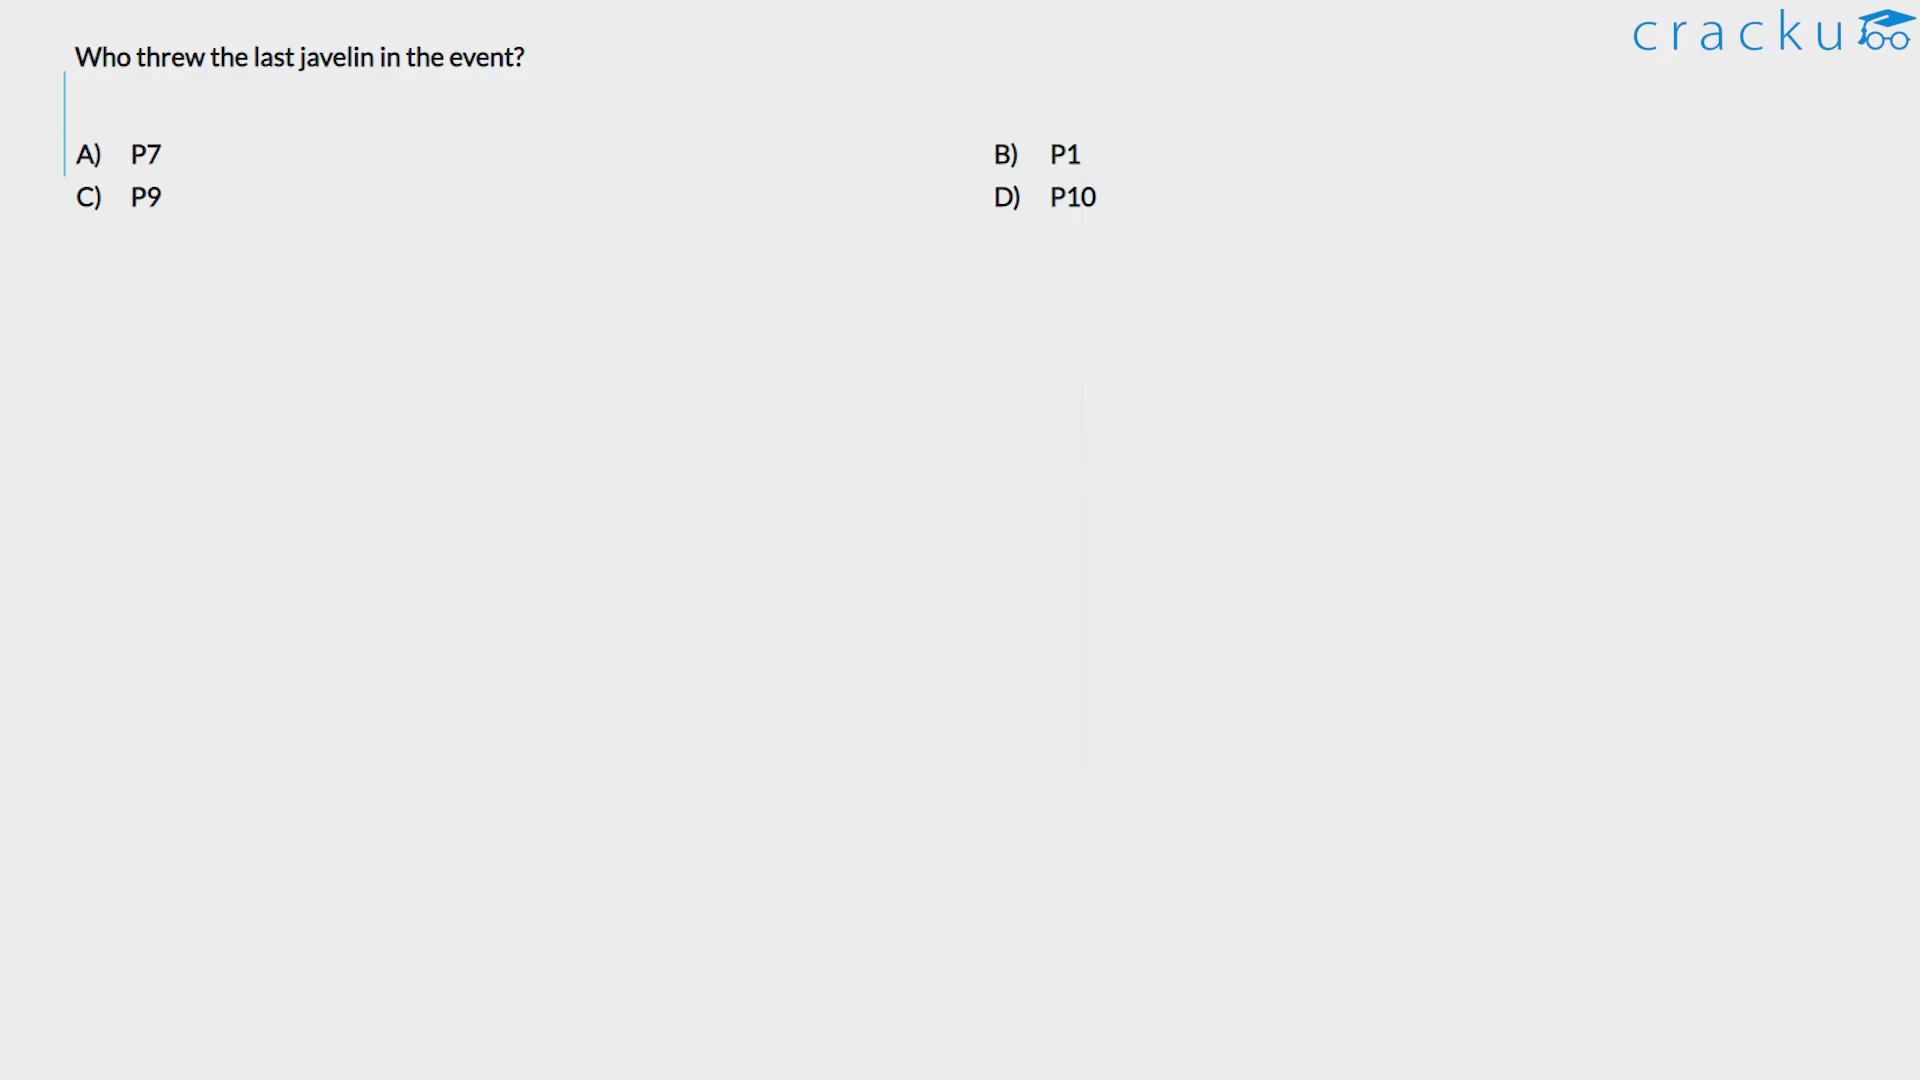 cracku
Who threw the last javelin in the event?
A) P7
B) P1
C) P9
D) P10